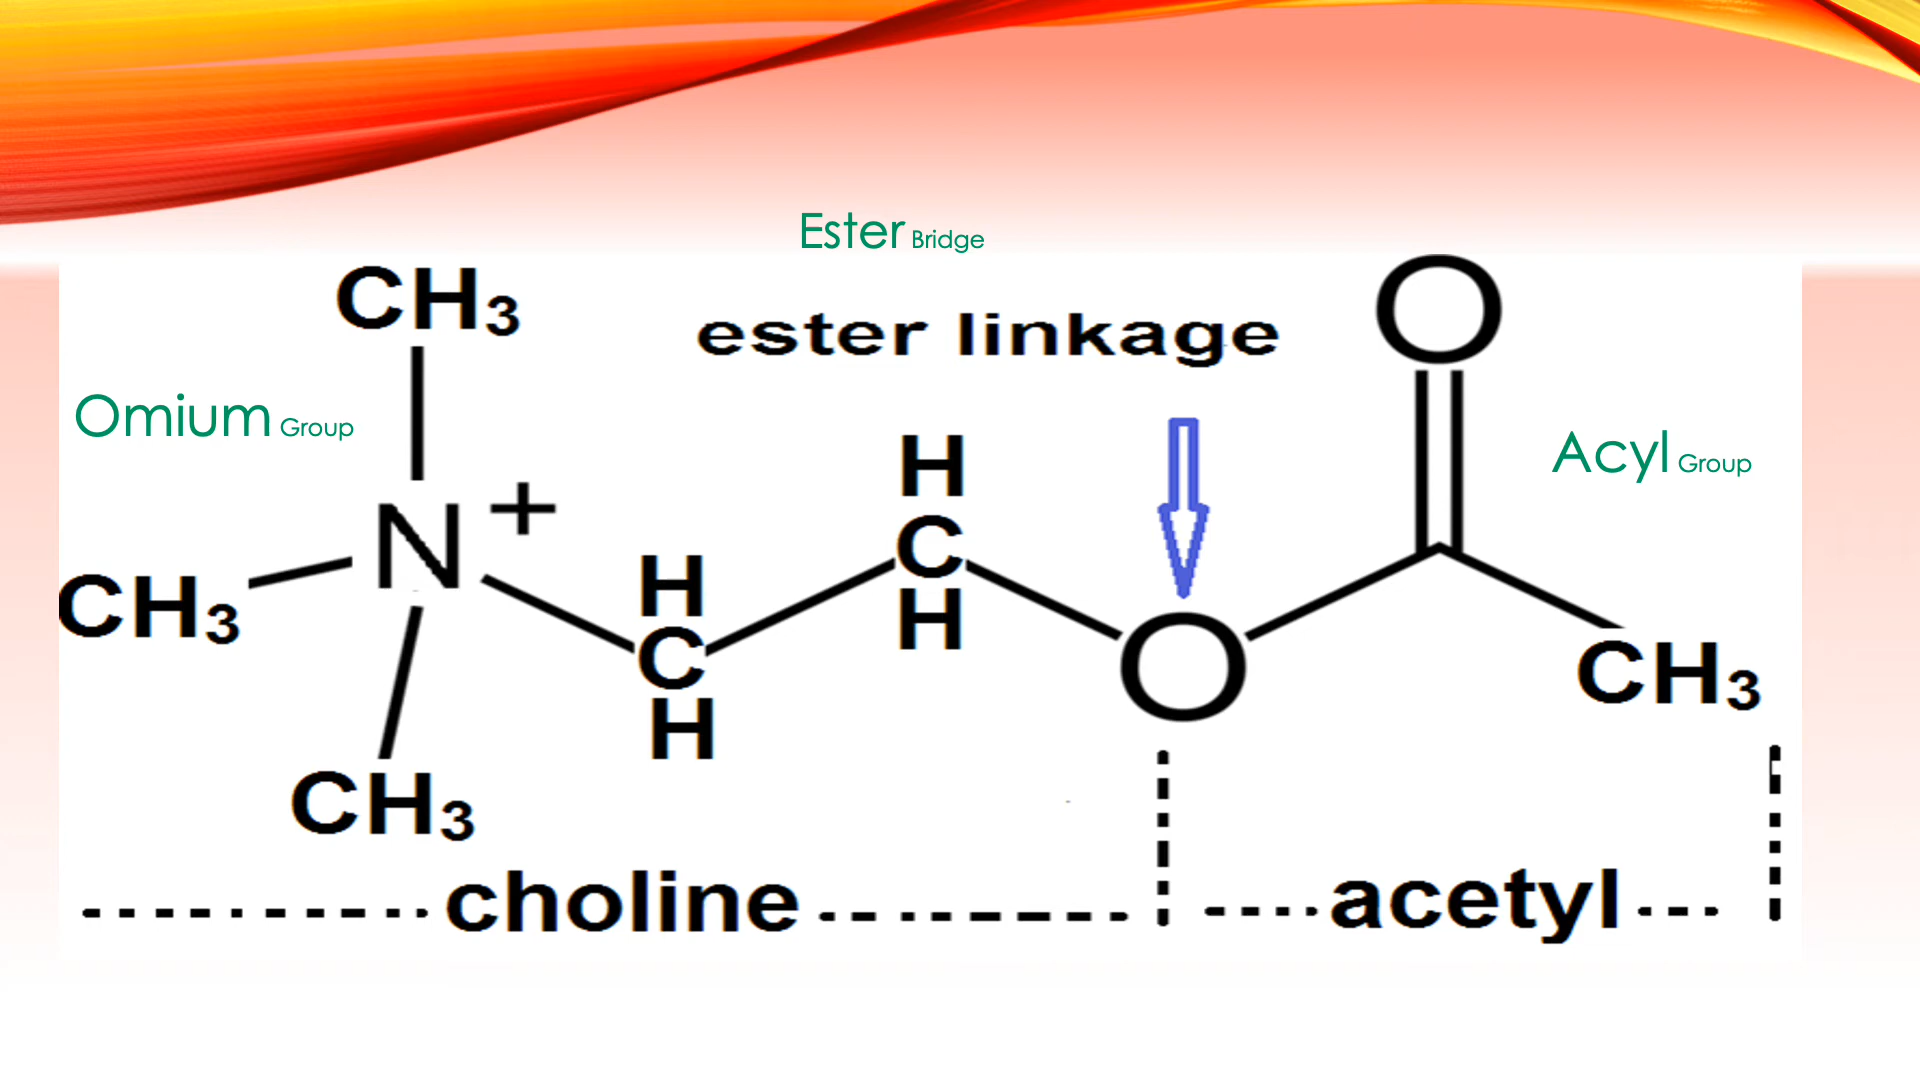 Ester Bridge
CH₃
ester linkage
O
Omium Group
Acyl Group
H
C
H
N +
H
C
H
CH₃
O
CH₃
CH₃
choline
acetyl